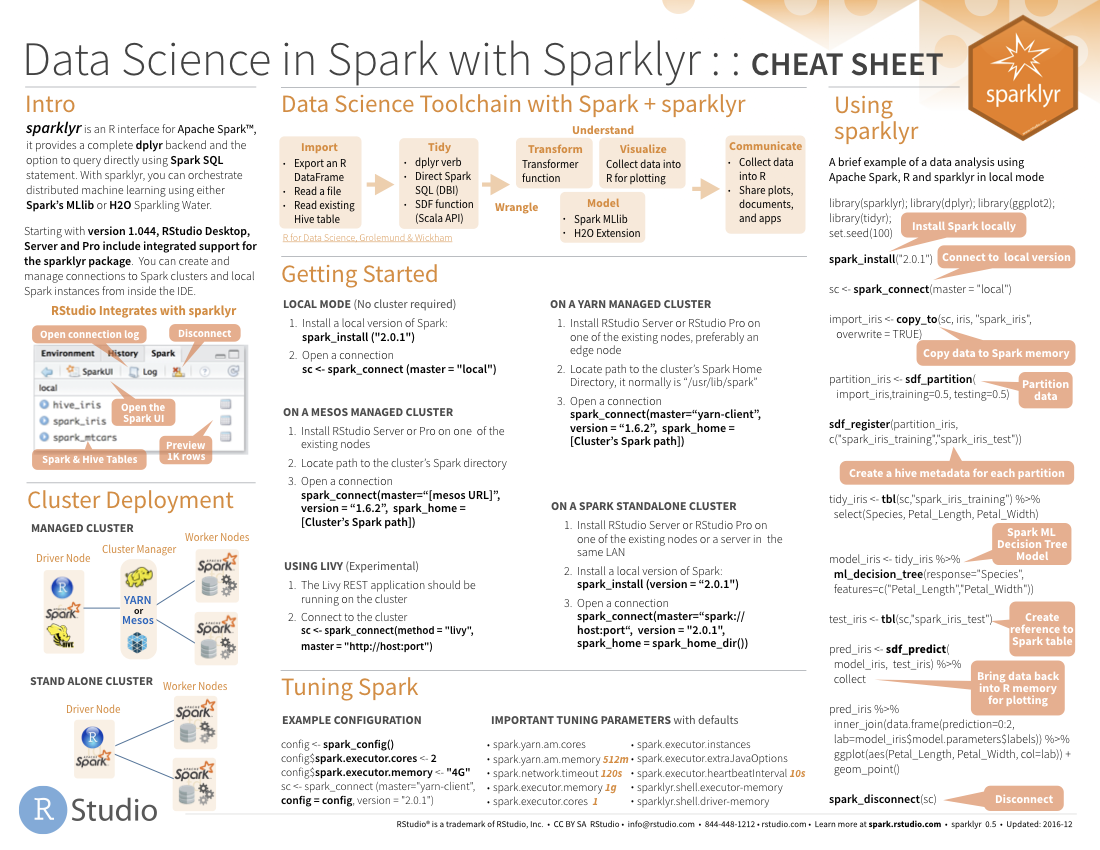 Data Science in Spark with Sparklyr : : CHEAT SHEET
sparklyr
Intro
sparklyr is an R interface for Apache Spark™,
it provides a complete dplyr backend and the
option to query directly using Spark SQL
statement. With sparklyr, you can orchestrate
distributed machine learning using either
Spark's MLlib or H2O Sparkling Water.
Starting with version 1.044, RStudio Desktop,
Server and Pro include integrated support for
the sparklyr package. You can create and
manage connections to Spark clusters and local
Spark instances from inside the IDE.
RStudio Integrates with sparklyr
Open connection log
Disconnect
Environment History Spark
SparkUI Log
local
hive_iris
spark_iris
spark_mtcars
Open the
Spark UI
Preview
1K rows
Spark & Hive Tables
Cluster Deployment
MANAGED CLUSTER
Driver Node
Cluster Manager
Worker Nodes
R
Spark
HIVE
YARN
or
Mesos
Spark
Spark
STAND ALONE CLUSTER
Worker Nodes
Driver Node
R
Spark
Spark
Spark
R Studio
Data Science Toolchain with Spark + sparklyr
Understand
Import
• Export an R
DataFrame
• Read a file
• Read existing
Hive table
Tidy
• dplyr verb
• Direct Spark
SQL (DBI)
• SDF function
(Scala API)
Transform
Transformer
function
Visualize
Collect data into
R for plotting
Wrangle
Model
• Spark MLlib
• H2O Extension
Communicate
• Collect data
into R
• Share plots,
documents,
and apps
R for Data Science, Grolemund & Wickham
Getting Started
LOCAL MODE (No cluster required)
1. Install a local version of Spark:
spark_install ("2.0.1")
2. Open a connection
sc <- spark_connect (master = "local")
ON A MESOS MANAGED CLUSTER
1. Install RStudio Server or Pro on one of the
existing nodes
2. Locate path to the cluster's Spark directory
3. Open a connection
spark_connect(master=“[mesos URL]”,
version = “1.6.2”, spark_home =
[Cluster’s Spark path])
USING LIVY (Experimental)
1. The Livy REST application should be
running on the cluster
2. Connect to the cluster
sc <- spark_connect(method = "livy",
master = "http://host:port")
ON A YARN MANAGED CLUSTER
1. Install RStudio Server or RStudio Pro on
one of the existing nodes, preferably an
edge node
2. Locate path to the cluster’s Spark Home
Directory, it normally is “/usr/lib/spark”
3. Open a connection
spark_connect(master=“yarn-client”,
version = “1.6.2”, spark_home =
[Cluster’s Spark path])
ON A SPARK STANDALONE CLUSTER
1. Install RStudio Server or RStudio Pro on
one of the existing nodes or a server in the
same LAN
2. Install a local version of Spark:
spark_install (version = “2.0.1")
3. Open a connection
spark_connect(master=“spark://
host:port“, version = "2.0.1",
spark_home = spark_home_dir())
Tuning Spark
EXAMPLE CONFIGURATION
config <- spark_config()
config$spark.executor.cores <- 2
config$spark.executor.memory <- "4G"
sc <- spark_connect (master=“yarn-client”,
config = config, version = "2.0.1")
IMPORTANT TUNING PARAMETERS with defaults
• spark.yarn.am.cores
• spark.yarn.am.memory 512m
• spark.network.timeout 120s
• spark.executor.memory 1g
• spark.executor.cores 1
• spark.executor.instances
• spark.executor.extraJavaOptions
• spark.executor.heartbeatInterval 10s
• sparklyr.shell.executor-memory
• sparklyr.shell.driver-memory
Using
sparklyr
A brief example of a data analysis using
Apache Spark, R and sparklyr in local mode
library(sparklyr); library(dplyr); library(ggplot2);
library(tidyr);
set.seed(100)
Install Spark locally
spark_install("2.0.1")
Connect to local version
sc <- spark_connect(master = "local")
import_iris <- copy_to(sc, iris, "spark_iris",
overwrite = TRUE)
Copy data to Spark memory
partition_iris <- sdf_partition(
import_iris,training=0.5, testing=0.5)
Partition
data
sdf_register(partition_iris,
c("spark_iris_training","spark_iris_test"))
Create a hive metadata for each partition
tidy_iris <- tbl(sc,"spark_iris_training") %>%
select(Species, Petal_Length, Petal_Width)
Spark ML
Decision Tree
Model
model_iris <- tidy_iris %>%
ml_decision_tree(response="Species",
features=c("Petal_Length","Petal_Width"))
test_iris <- tbl(sc,"spark_iris_test")
Create
reference to
Spark table
pred_iris <- sdf_predict(
model_iris, test_iris) %>%
collect
Bring data back
into R memory
for plotting
pred_iris %>%
inner_join(data.frame(prediction=0:2,
lab=model_iris$model.parameters$labels)) %>%
ggplot(aes(Petal_Length, Petal_Width, col=lab)) +
geom_point()
spark_disconnect(sc)
Disconnect
RStudio® is a trademark of RStudio, Inc. • CC BY SA RStudio • info@rstudio.com • 844-448-1212 • rstudio.com • Learn more at spark.rstudio.com • sparklyr 0.5 • Updated: 2016-12